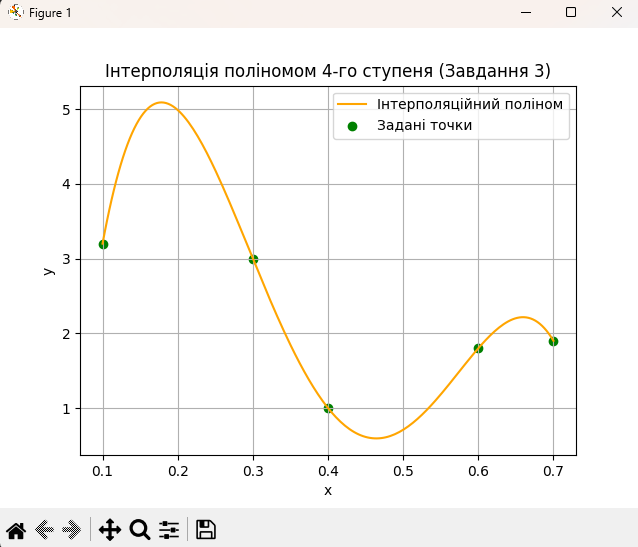 Figure 1
Інтерполяція поліномом 4-го ступеня (Завдання 3)
Інтерполяційний поліном
Задані точки
5
4
3
2
1
y
0.1 0.2 0.3 0.4 0.5 0.6 0.7
x